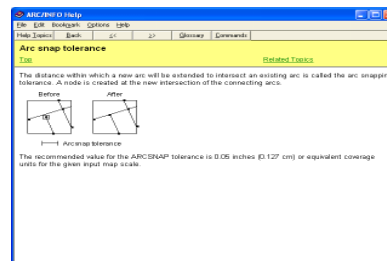 ARC/INFO Help
File Edit Bookmark Options Help
Help Topics Back << >> Glossary Commands
Arc snap tolerance
Top Related Topics
The distance within which a new arc will be extended to intersect an existing arc is called the arc snappin
tolerance. A node is created at the new intersection of the connecting arcs.
Before After
Arcsnap tolerance
The recommended value for the ARCSNAP tolerance is 0.05 inches (0.127 cm) or equivalent coverage
units for the given input map scale.